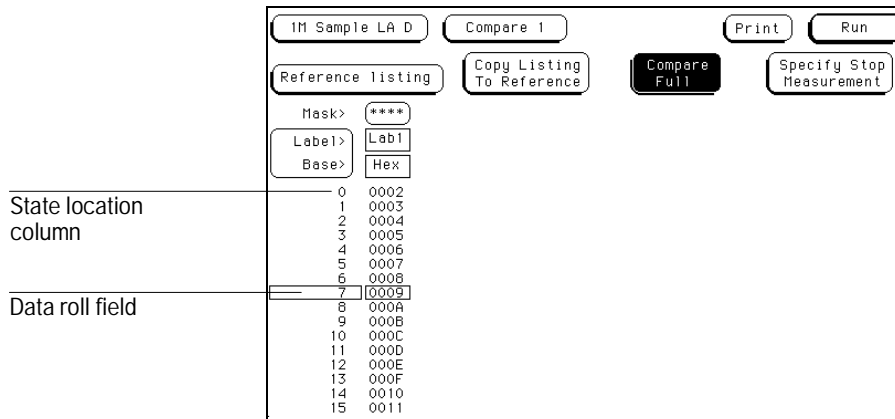 1M Sample LA D Compare 1 Print Run
Reference listing Copy Listing To Reference Compare Full Specify Stop Measurement
Mask> ****
Label> Lab1
Base> Hex
State location column
0 0002
1 0003
2 0004
3 0005
4 0006
5 0007
6 0008
Data roll field
7 0009
8 000A
9 000B
10 000C
11 000D
12 000E
13 000F
14 0010
15 0011